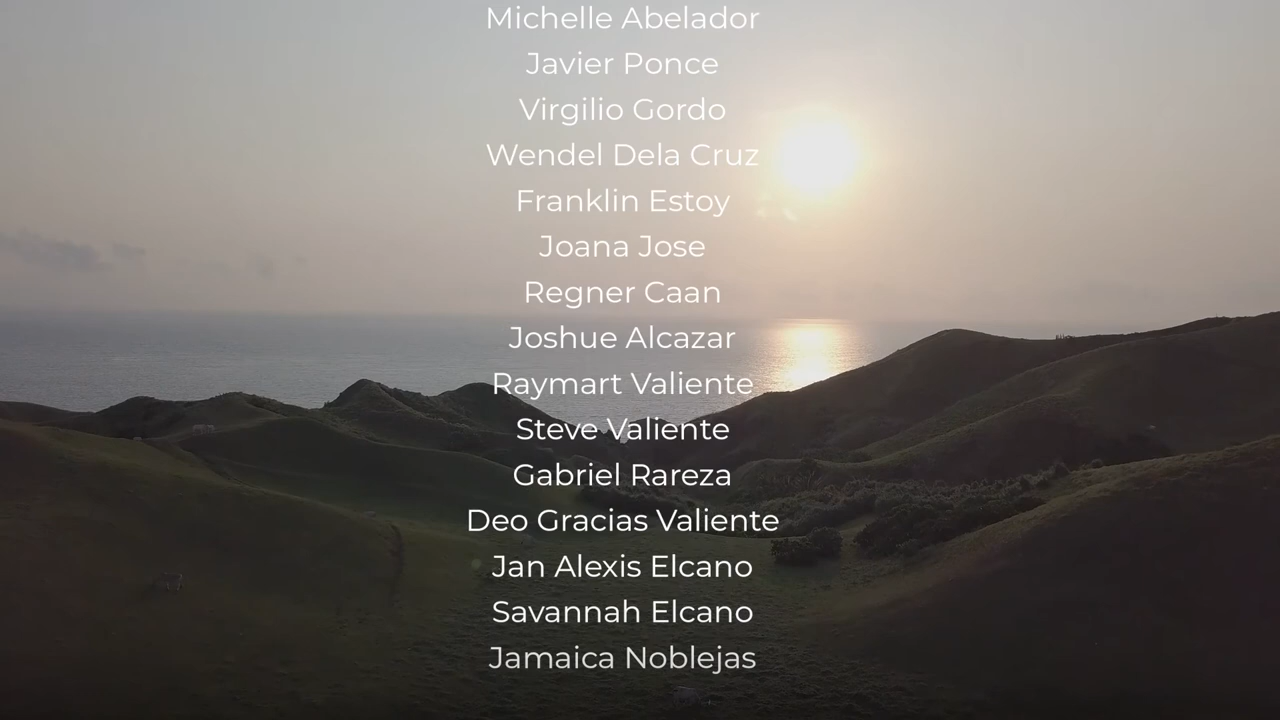 Michelle Abelador
Javier Ponce
Virgilio Gordo
Wendel Dela Cruz
Franklin Estoy
Joana Jose
Regner Caan
Joshue Alcazar
Raymart Valiente
Steve Valiente
Gabriel Rareza
Deo Gracias Valiente
Jan Alexis Elcano
Savannah Elcano
Jamaica Noblejas